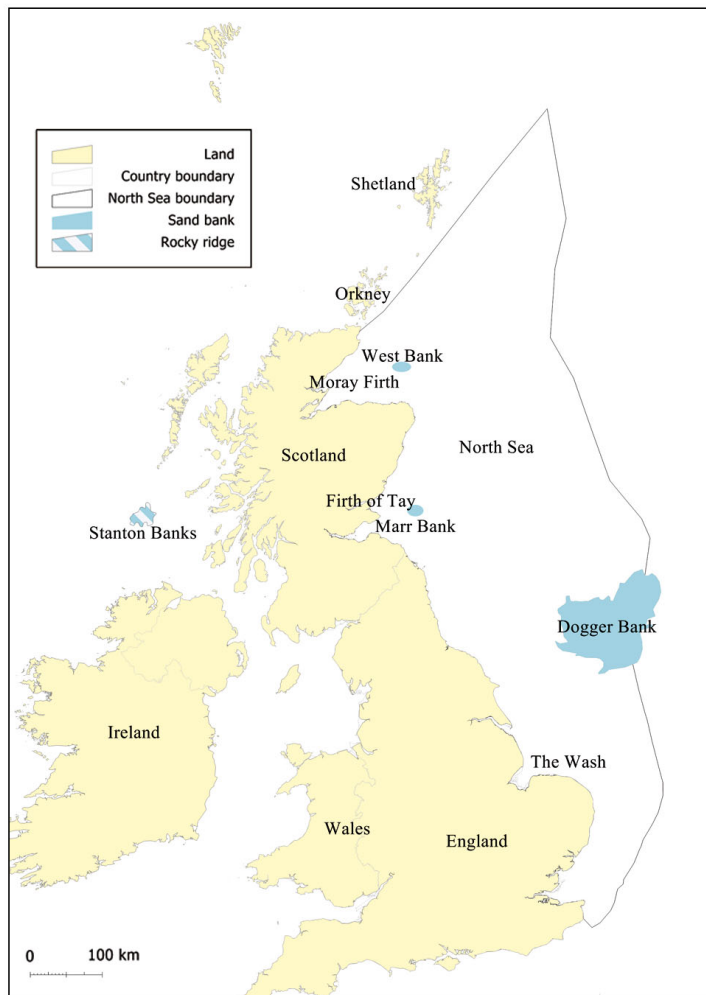 Land
Country boundary
North Sea boundary
Sand bank
Rocky ridge
Shetland
Orkney
West Bank
Moray Firth
North Sea
Scotland
Firth of Tay
Marr Bank
Stanton Banks
Dogger Bank
Ireland
The Wash
Wales
England
0 100 km